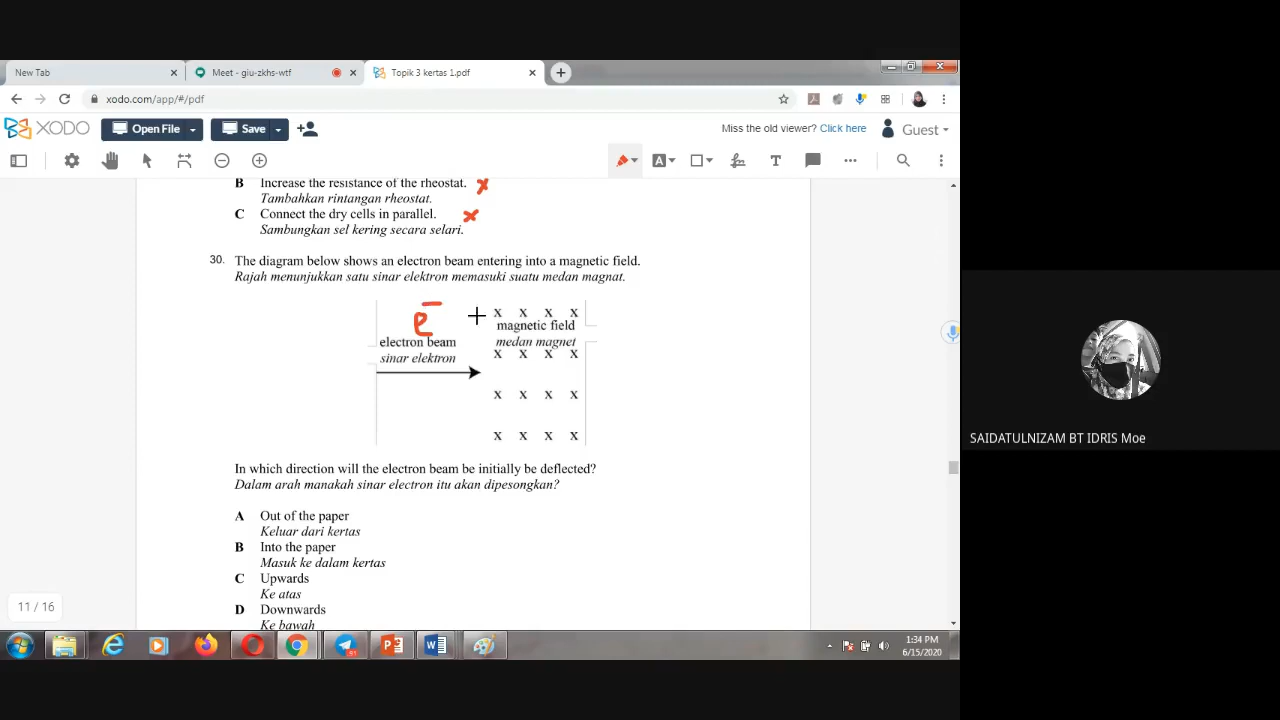 New Tab
Meet - giu-zkhs-wtf
Topik 3 kertas 1.pdf
xodo.com/app/#/pdf
XODO
Open File
Save
Miss the old viewer? Click here
Guest
A
T
B Increase the resistance of the rheostat. x
Tambahkan rintangan rheostat.
C Connect the dry cells in parallel. x
Sambungkan sel kering secara selari.
30. The diagram below shows an electron beam entering into a magnetic field.
Rajah menunjukkan satu sinar elektron memasuki suatu medan magnat.
e-
x x x x
electron beam
sinar elektron
magnetic field
medan magnet
x x x x
x x x x
x x x x
In which direction will the electron beam be initially be deflected?
Dalam arah manakah sinar electron itu akan dipesongkan?
A Out of the paper
Keluar dari kertas
B Into the paper
Masuk ke dalam kertas
C Upwards
Ke atas
D Downwards
Ke bawah
11 / 16
SAIDATULNIZAM BT IDRIS Moe
1:34 PM
6/15/2020